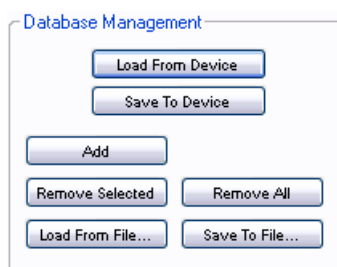 Database Management
Load From Device
Save To Device
Add
Remove Selected Remove All
Load From File... Save To File...